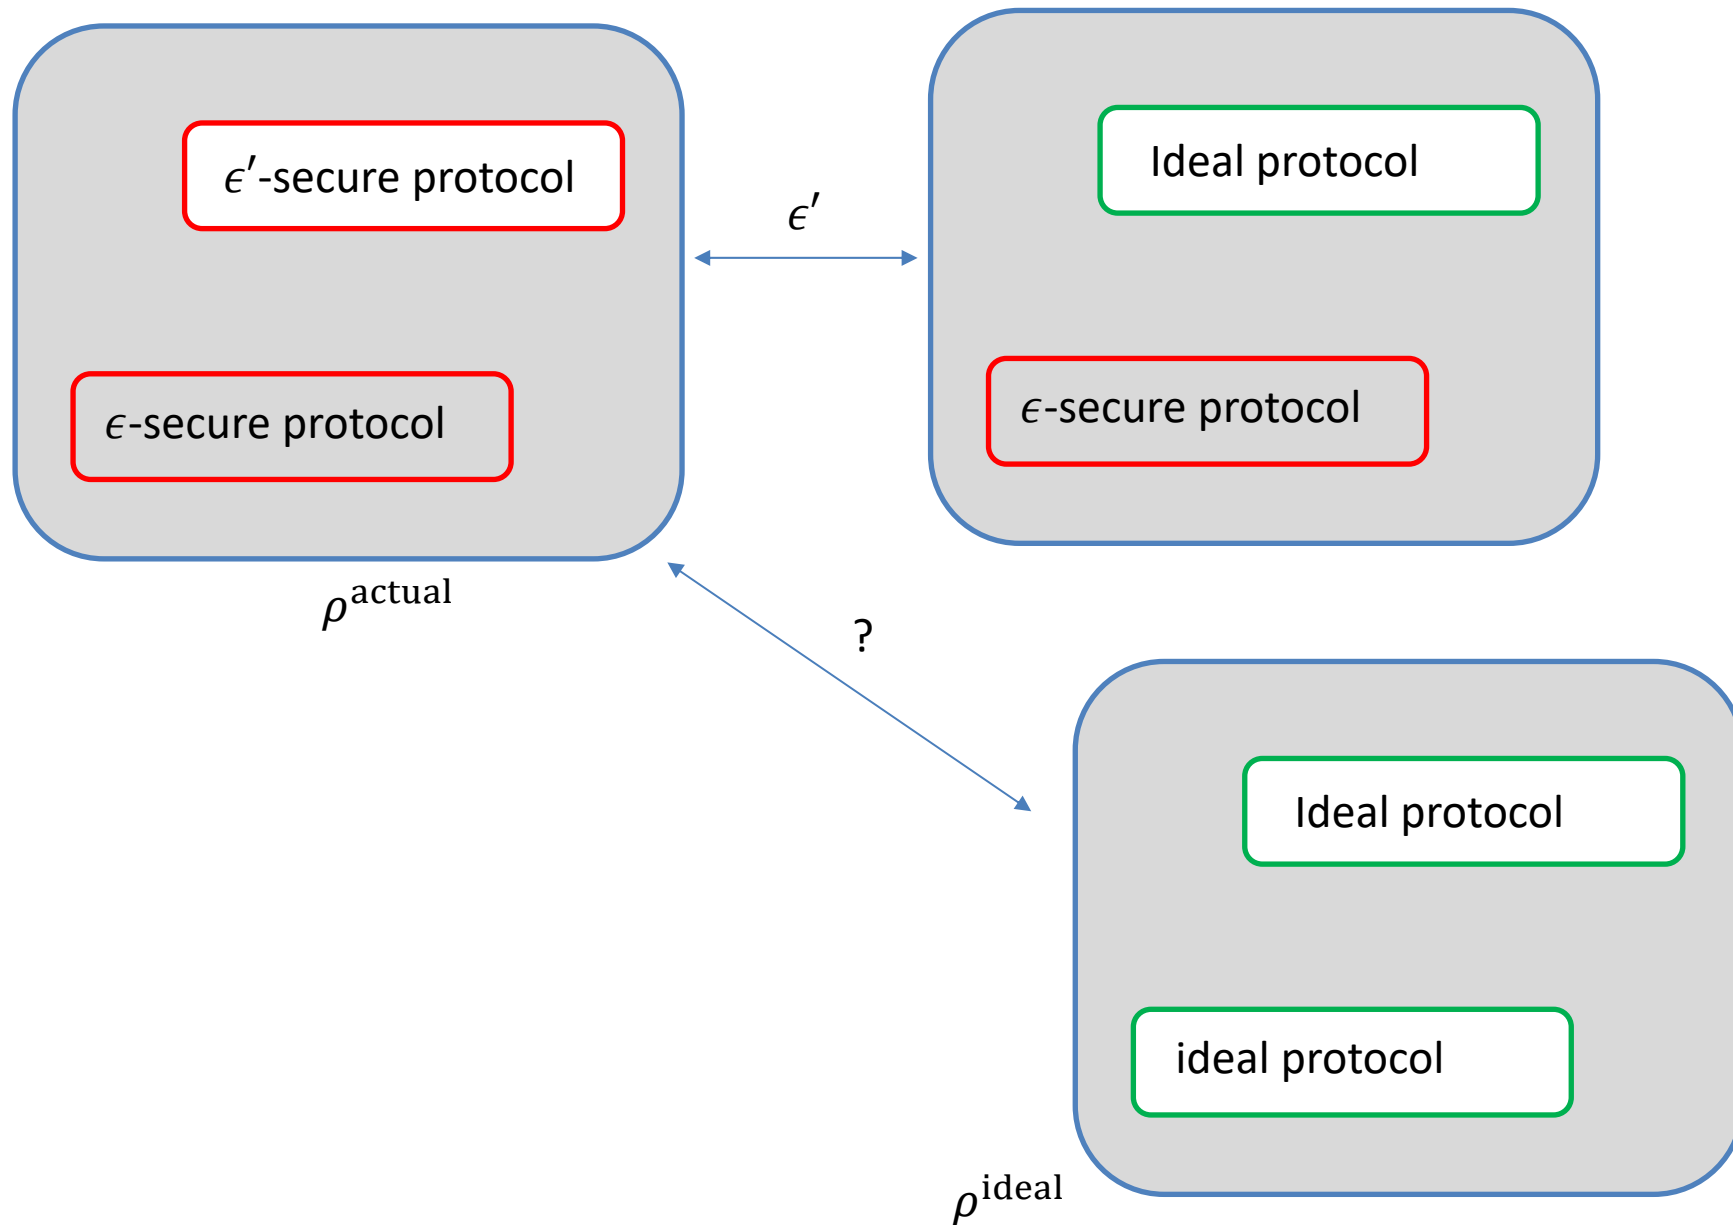 ϵ′-secure protocol
Ideal protocol
ϵ′
ϵ-secure protocol
ϵ-secure protocol
ρ^actual
?
Ideal protocol
ideal protocol
ρ^ideal